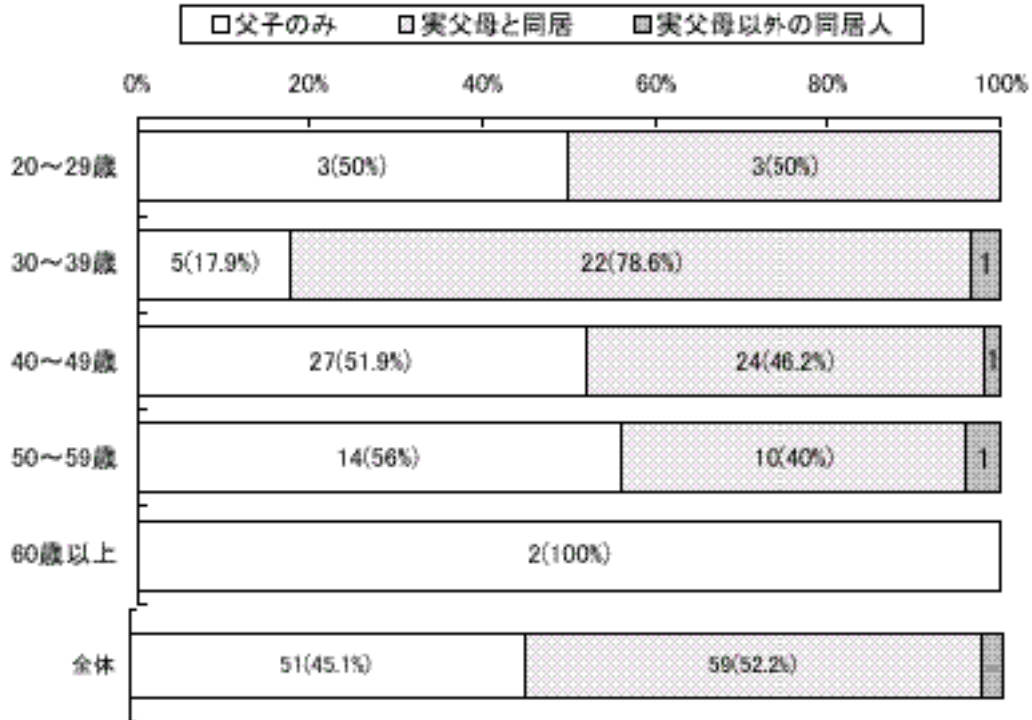 □父子のみ □実父母と同居 ■実父母以外の同居人
0% 20% 40% 60% 80% 100%
20～29歳 3(50%) 3(50%)
30～39歳 5(17.9%) 22(78.6%) 1
40～49歳 27(51.9%) 24(46.2%) 1
50～59歳 14(56%) 10(40%) 1
60歳以上 2(100%)
全体 51(45.1%) 59(52.2%)